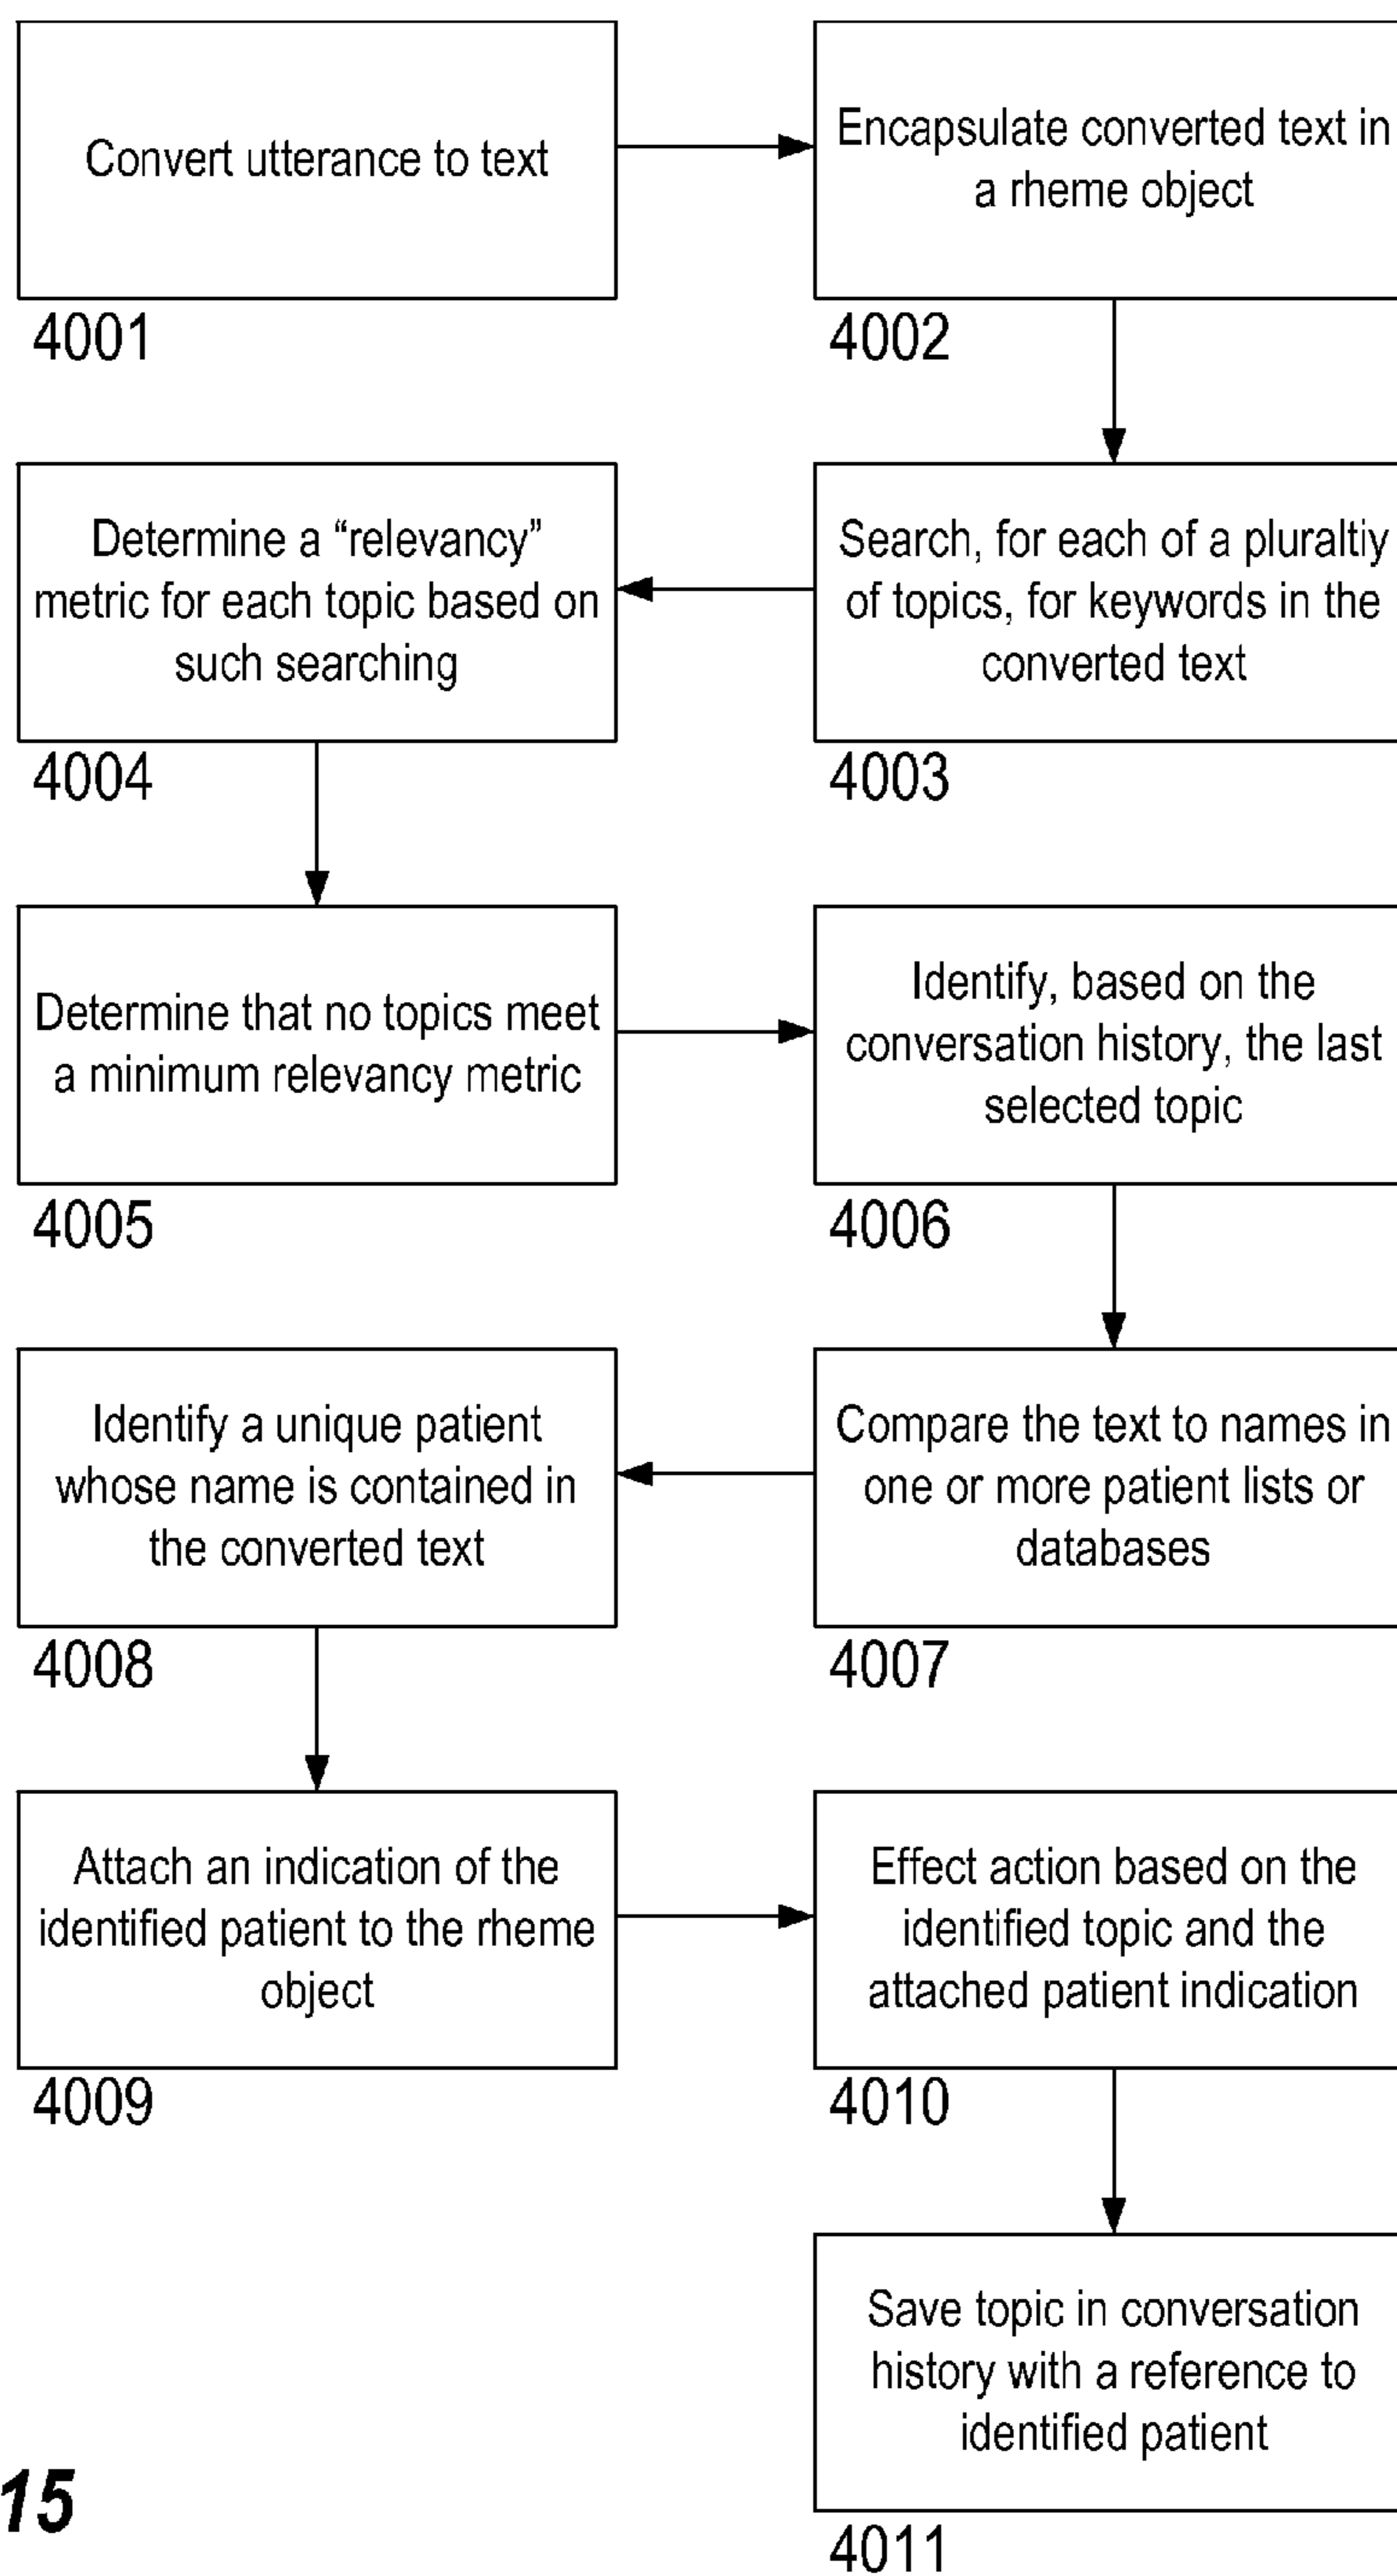 Convert utterance to text
4001
Encapsulate converted text in
a rheme object
4002
Search, for each of a pluraltiy
of topics, for keywords in the
converted text
4003
Determine a “relevancy”
metric for each topic based on
such searching
4004
Determine that no topics meet
a minimum relevancy metric
4005
Identify, based on the
conversation history, the last
selected topic
4006
Compare the text to names in
one or more patient lists or
databases
4007
Identify a unique patient
whose name is contained in
the converted text
4008
Attach an indication of the
identified patient to the rheme
object
4009
Effect action based on the
identified topic and the
attached patient indication
4010
Save topic in conversation
history with a reference to
identified patient
4011
15